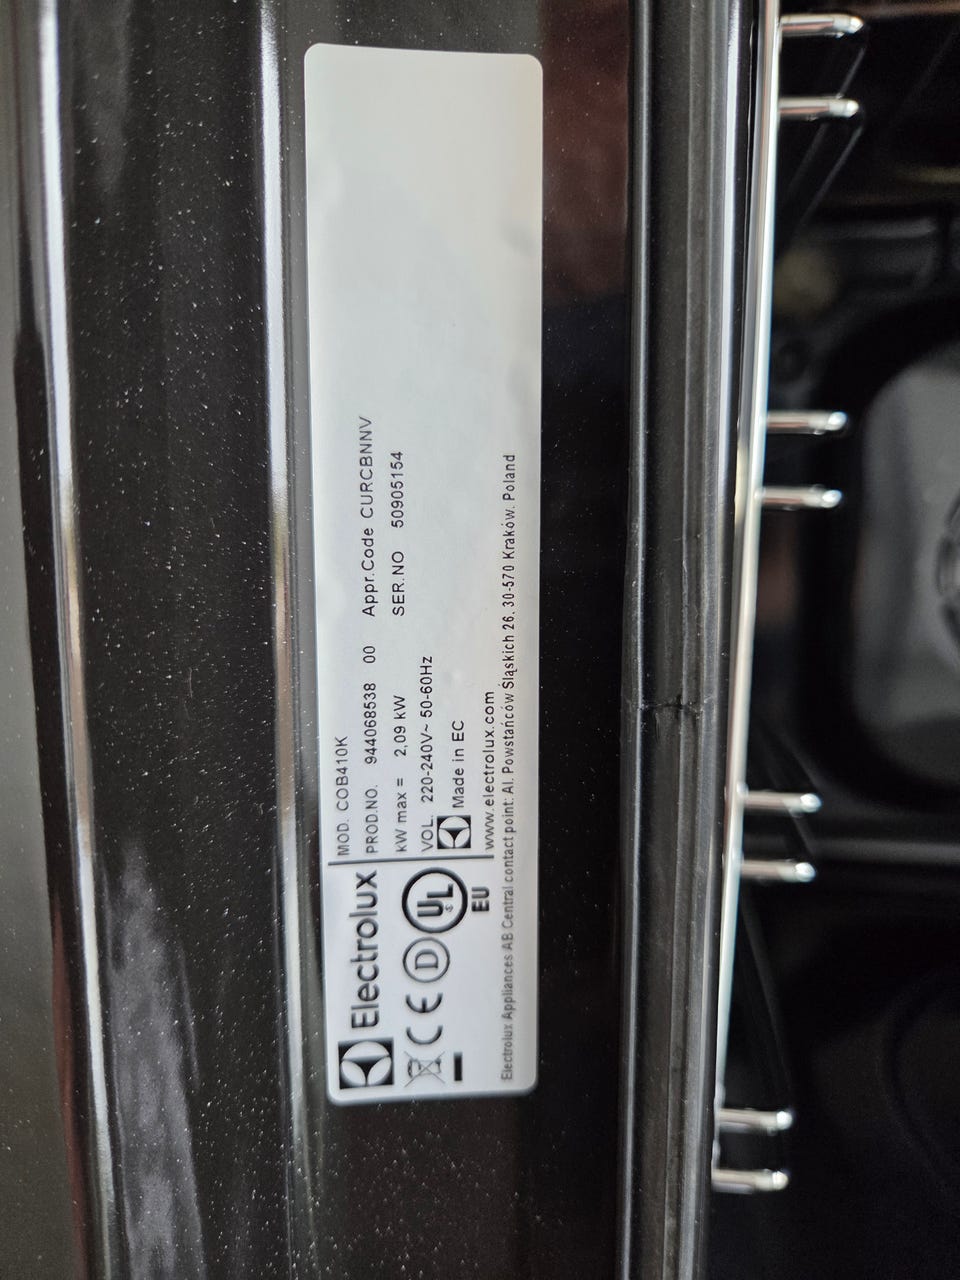 Electrolux
MOD. COB410K
PROD.NO. 944068538 00 Appr.Code CURCBNNV
KW max = 2,09 kW SER.NO 50905154
VOL. 220-240V~ 50-60Hz
Made in EC
CE D UL
EU
www.electrolux.com
Electrolux Appliances AB Central contact point: Al. Powstańców Śląskich 26, 30-570 Kraków, Poland